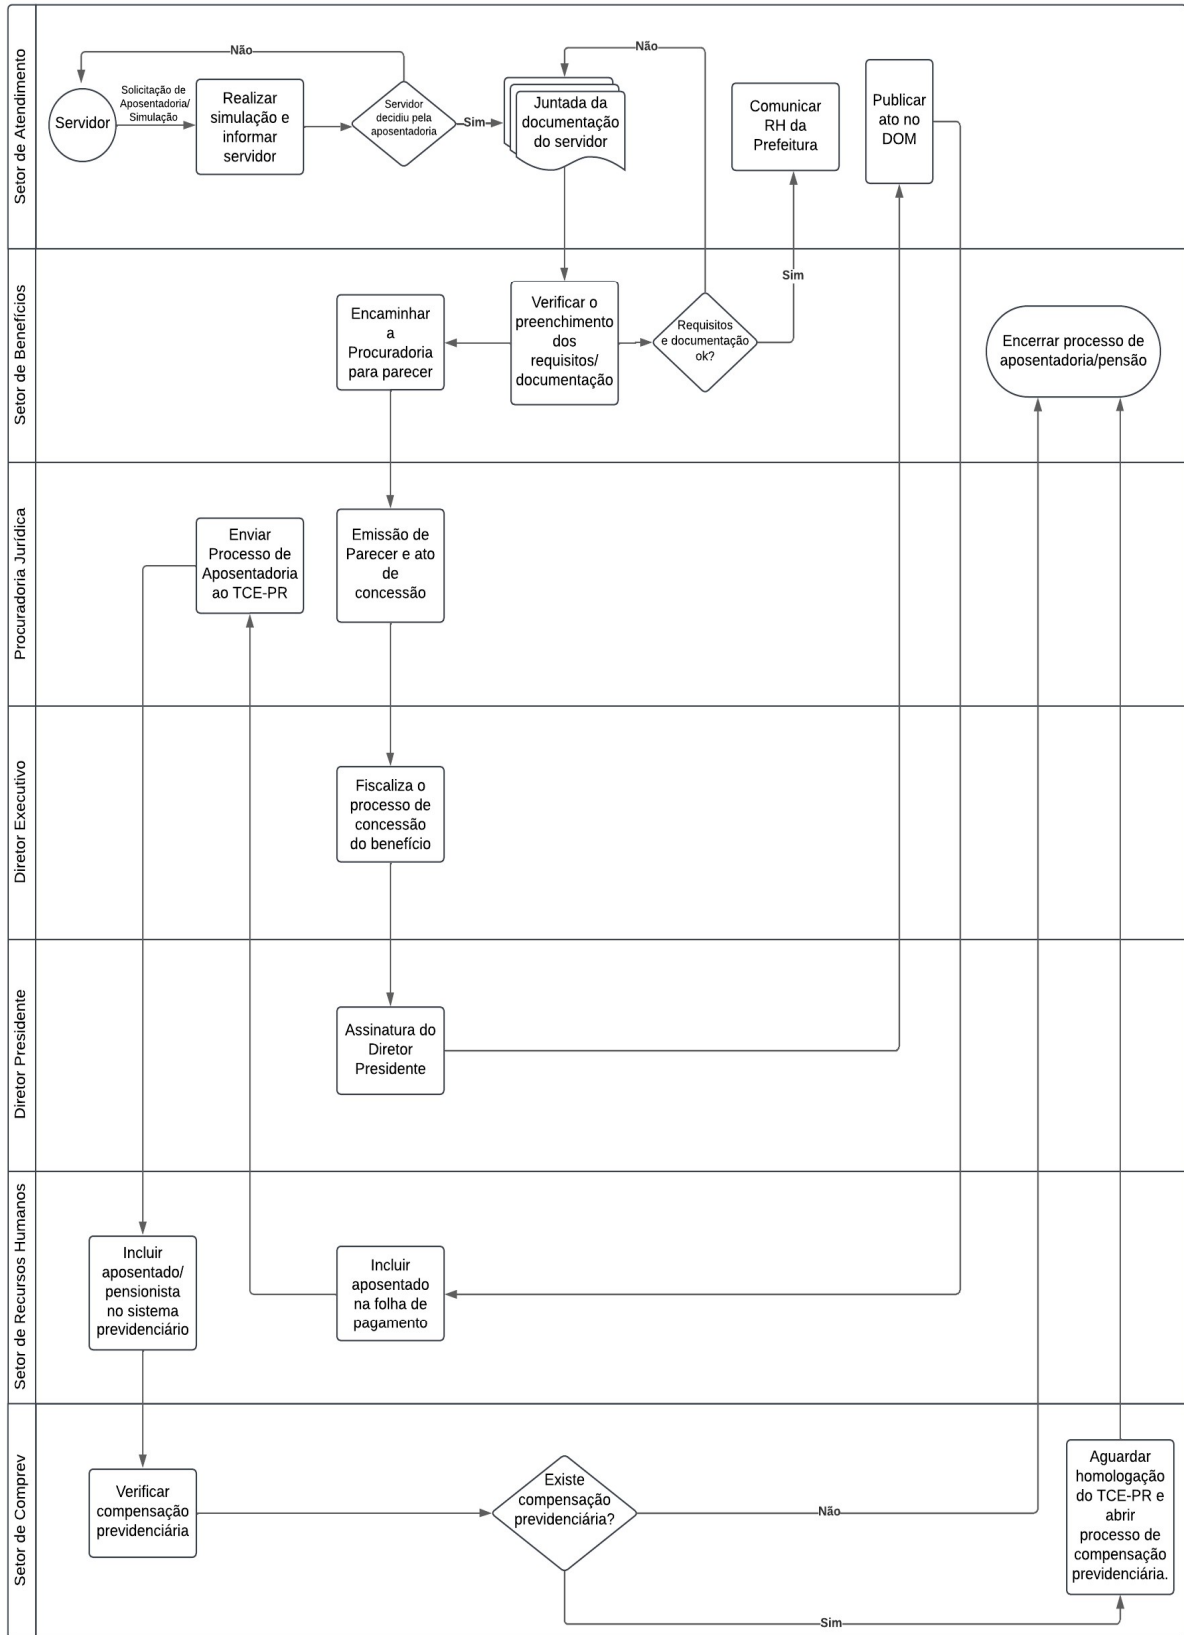 Setor de Atendimento
Não
Servidor
Solicitação de
Aposentadoria/
Simulação
Realizar
simulação e
informar
servidor
Servidor
decidiu pela
aposentadoria
Sim
Não
Juntada da
documentação
do servidor
Comunicar
RH da
Prefeitura
Publicar
ato no
DOM
Setor de Benefícios
Encaminhar
a
Procuradoria
para parecer
Verificar o
preenchimento
dos
requisitos/
documentação
Requisitos
e documentação
ok?
Sim
Encerrar processo de
aposentadoria/pensão
Procuradoria Jurídica
Enviar
Processo de
Aposentadoria
ao TCE-PR
Emissão de
Parecer e ato
de
concessão
Diretor Executivo
Fiscaliza o
processo de
concessão
do benefício
Diretor Presidente
Assinatura do
Diretor
Presidente
Setor de Recursos Humanos
Incluir
aposentado/
pensionista
no sistema
previdenciário
Incluir
aposentado
na folha de
pagamento
Setor de Comprev
Verificar
compensação
previdenciária
Existe
compensação
previdenciária?
Não
Sim
Aguardar
homologação
do TCE-PR e
abrir
processo de
compensação
previdenciária.